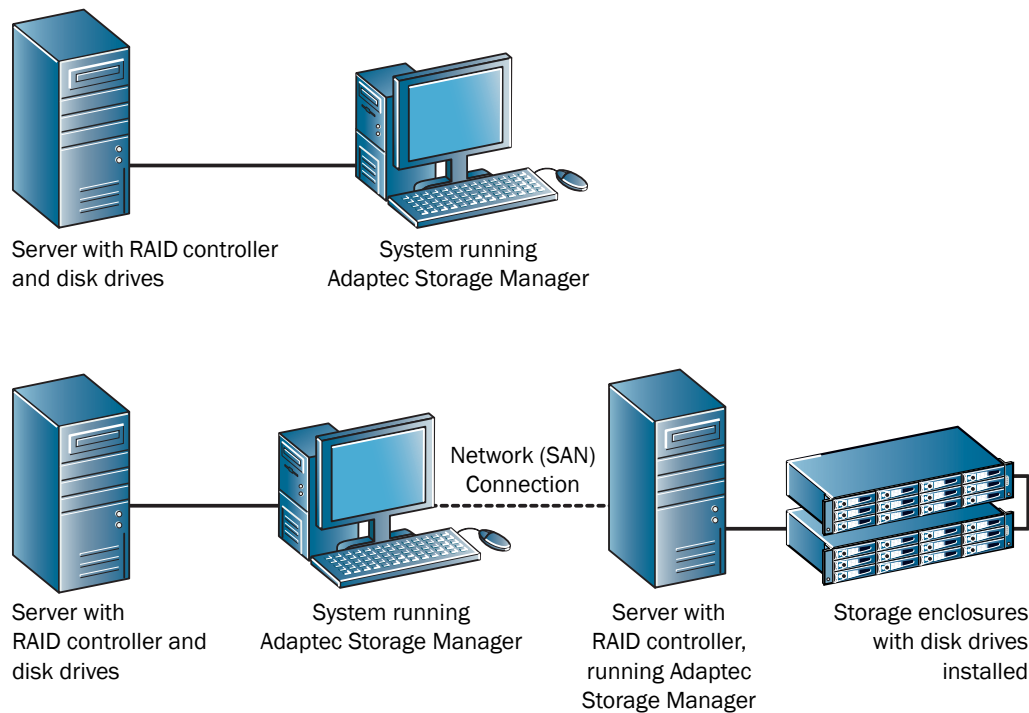 Server with RAID controller
and disk drives
System running
Adaptec Storage Manager
Network (SAN)
Connection
Server with
RAID controller and
disk drives
System running
Adaptec Storage Manager
Server with
RAID controller,
running Adaptec
Storage Manager
Storage enclosures
with disk drives
installed